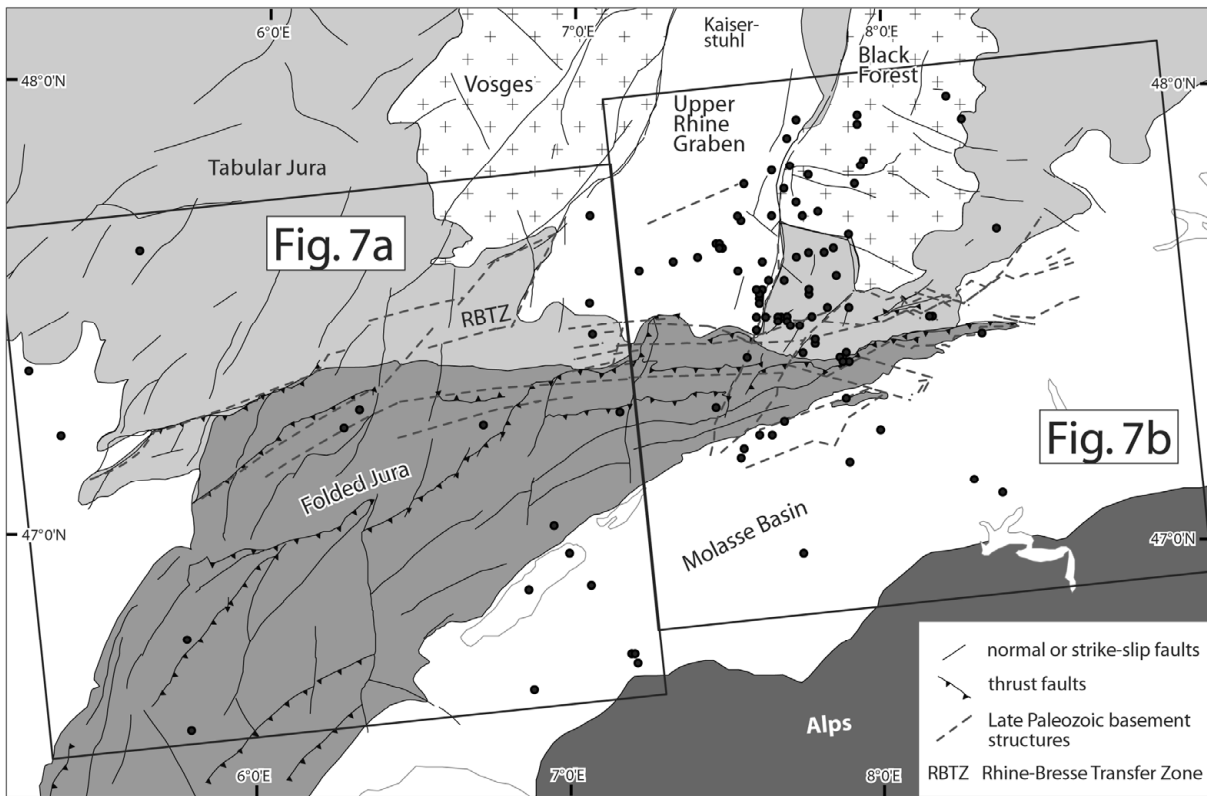 6°0'E
7°0'E
8°0'E
Kaiser-
stuhl
Black
Forest
48°0'N
48°0'N
Vosges
Upper
Rhine
Graben
Tabular Jura
Fig. 7a
RBTZ
Fig. 7b
Folded Jura
47°0'N
47°0'N
Molasse Basin
normal or strike-slip faults
thrust faults
Late Paleozoic basement
structures
RBTZ Rhine-Bresse Transfer Zone
Alps
6°0'E
7°0'E
8°0'E